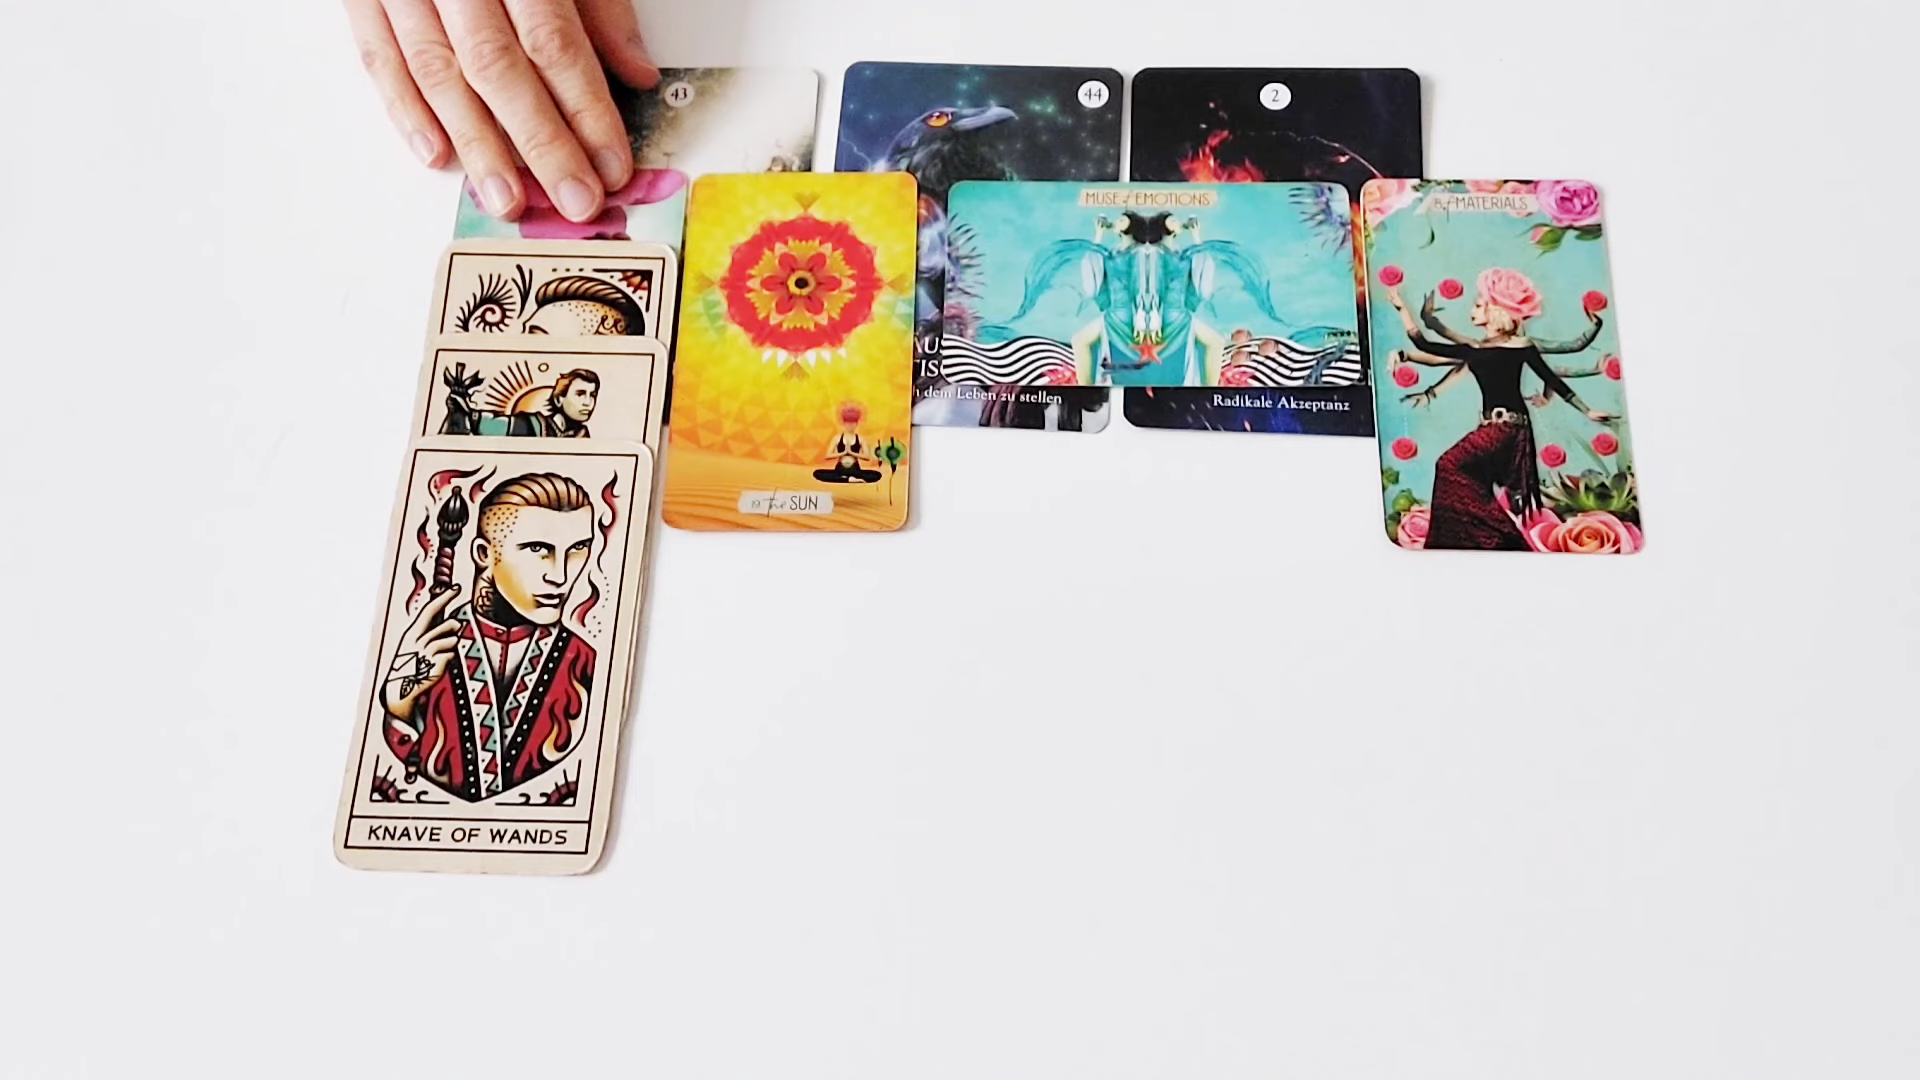 43
44
2
MUSE of EMOTIONS
8 of MATERIALS
dem Leben zu stellen
Radikale Akzeptanz
19 the SUN
KNAVE OF WANDS